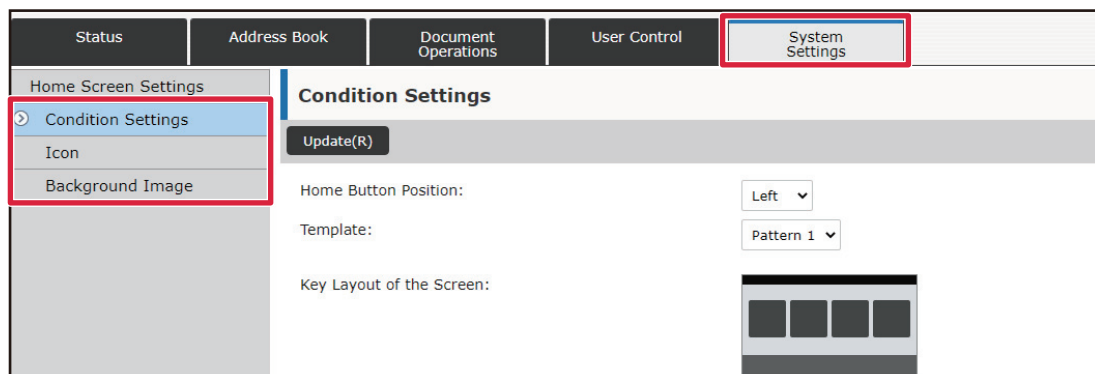 Status
Address Book
Document
Operations
User Control
System
Settings
Home Screen Settings
Condition Settings
Icon
Background Image
Condition Settings
Update(R)
Home Button Position:
Left
Template:
Pattern 1
Key Layout of the Screen: